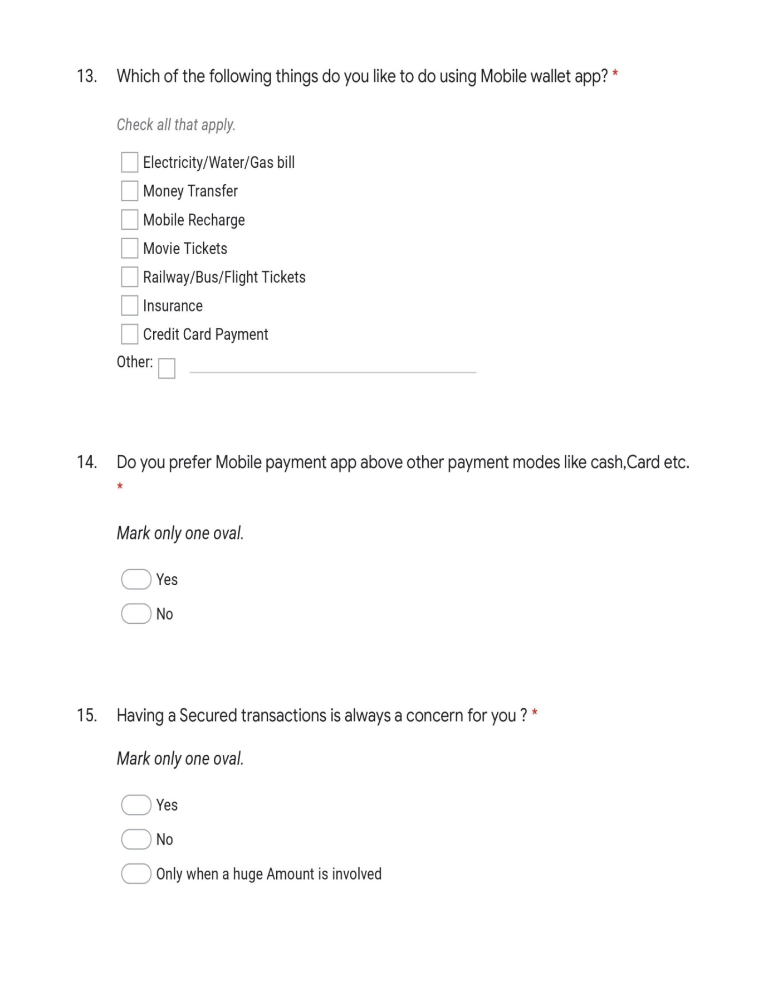 13. Which of the following things do you like to do using Mobile wallet app? *
Check all that apply.
Electricity/Water/Gas bill
Money Transfer
Mobile Recharge
Movie Tickets
Railway/Bus/Flight Tickets
Insurance
Credit Card Payment
Other:
14. Do you prefer Mobile payment app above other payment modes like cash,Card etc.
*
Mark only one oval.
Yes
No
15. Having a Secured transactions is always a concern for you ? *
Mark only one oval.
Yes
No
Only when a huge Amount is involved